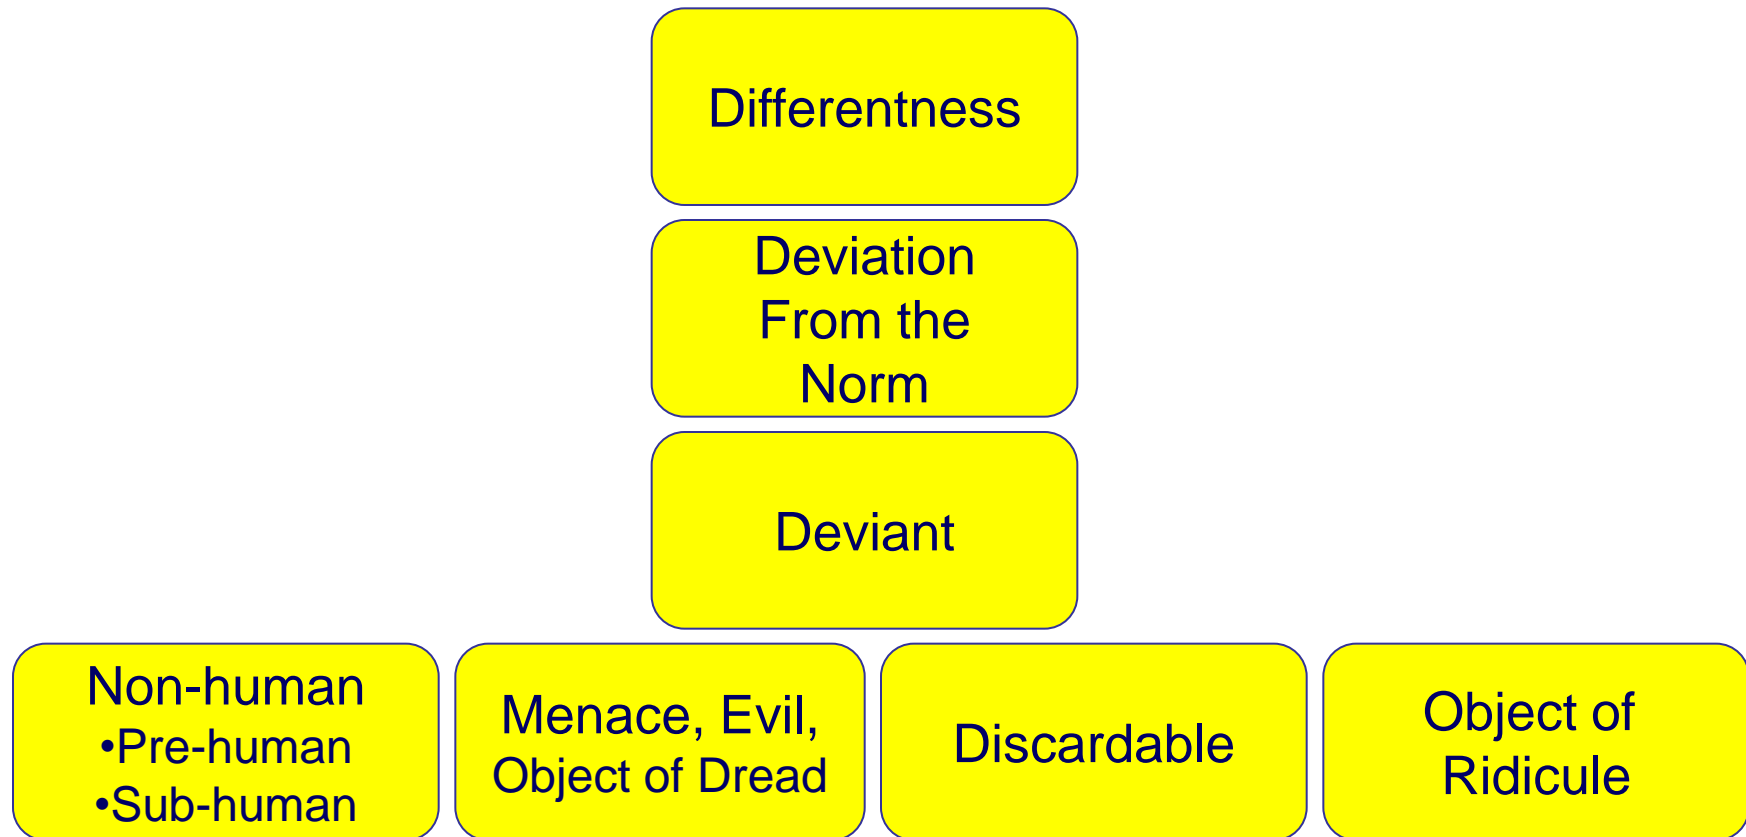 Differentness
Deviation
From the
Norm
Deviant
Non-human
•Pre-human
•Sub-human
Menace, Evil,
Object of Dread
Discardable
Object of
Ridicule